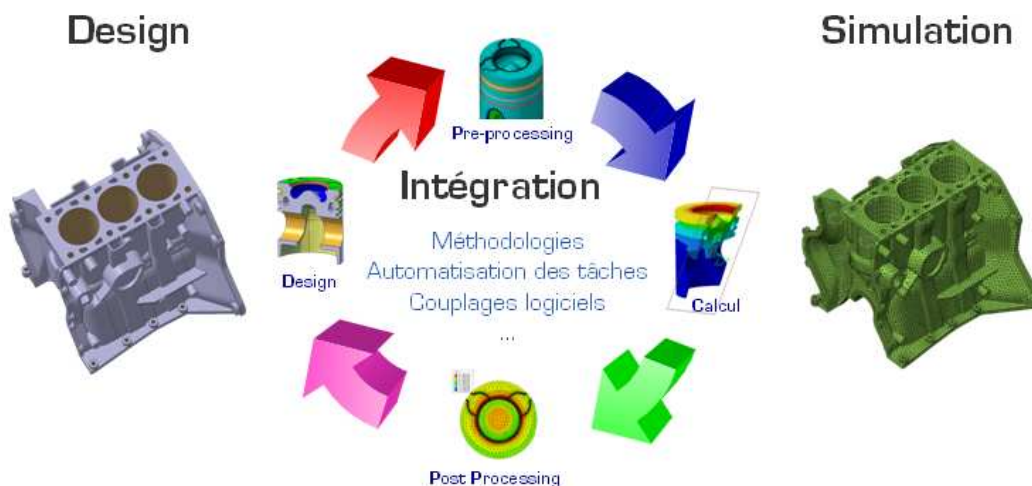 Design
Simulation
Pre-processing
Intégration
Méthodologies
Automatisation des tâches
Couplages logiciels
...
Design
Calcul
Post Processing